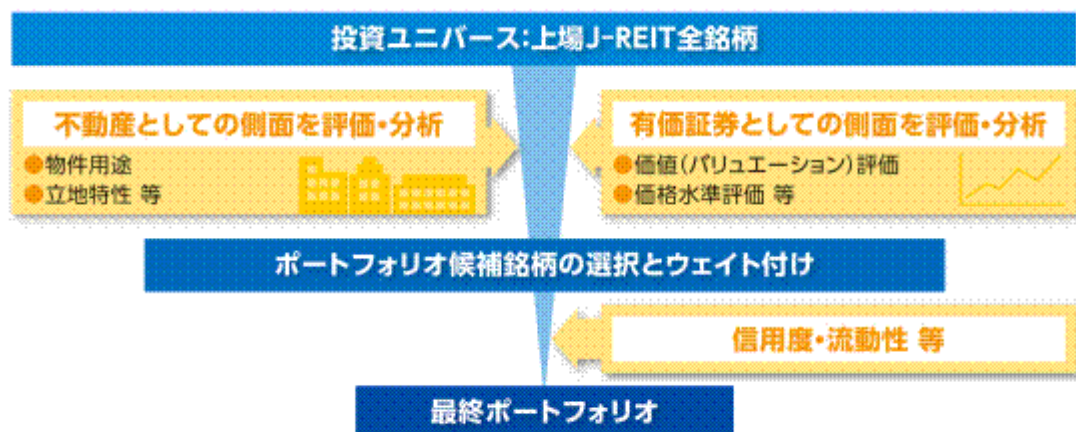 投資ユニバース:上場J-REIT全銘柄
不動産としての側面を評価・分析
●物件用途
●立地特性 等
有価証券としての側面を評価・分析
●価値(バリュエーション)評価
●価格水準評価 等
ポートフォリオ候補銘柄の選択とウェイト付け
信用度・流動性 等
最終ポートフォリオ